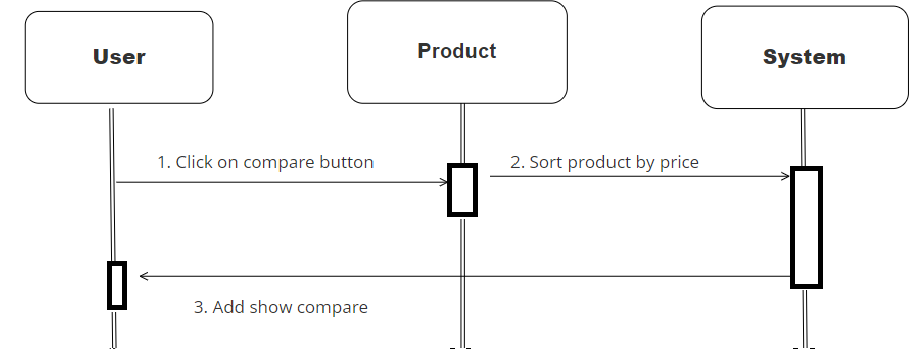 User
Product
System
1. Click on compare button
2. Sort product by price
3. Add show compare